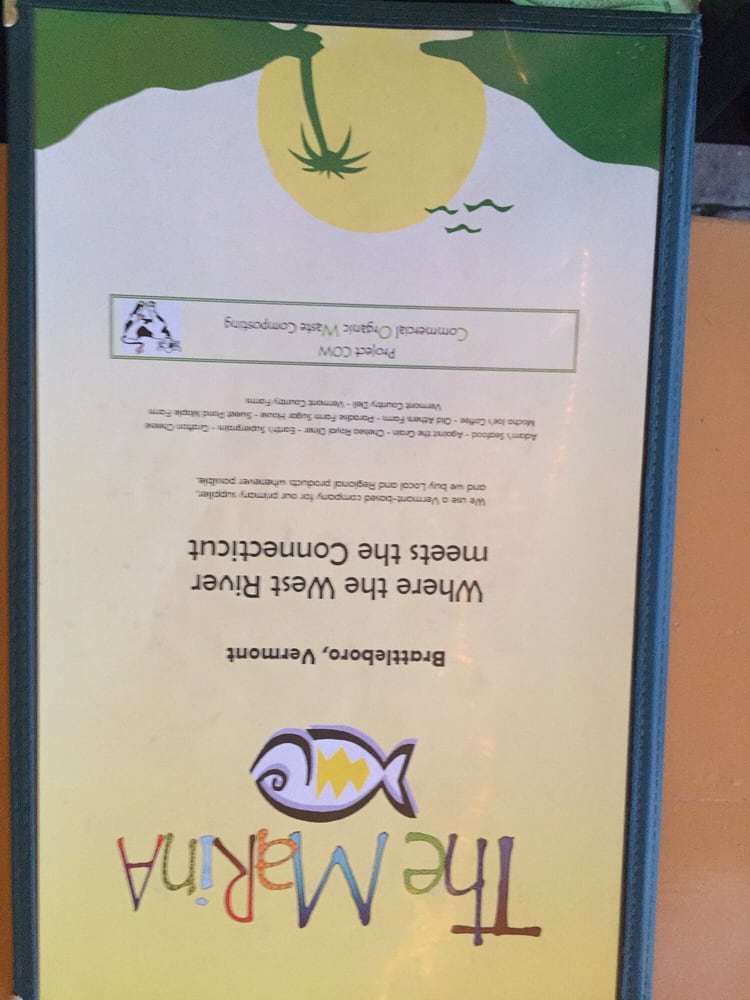 The MaRinA
Brattleboro, Vermont
Where the West River
meets the Connecticut
We use a Vermont-based company for our primary supplier,
and we buy Local and Regional products whenever possible.
Adam's Seafood - Against the Grain - Chelsea Royal Diner - Earth's Supergrain - Grafton Cheese
Mocha Joe's Coffee - Old Athens Farm - Paradise Farm Sugar House - Sweet Pond Maple Farm
Vermont Country Deli - Vermont Country Farms
Project COW
Commercial Organic Waste Composting